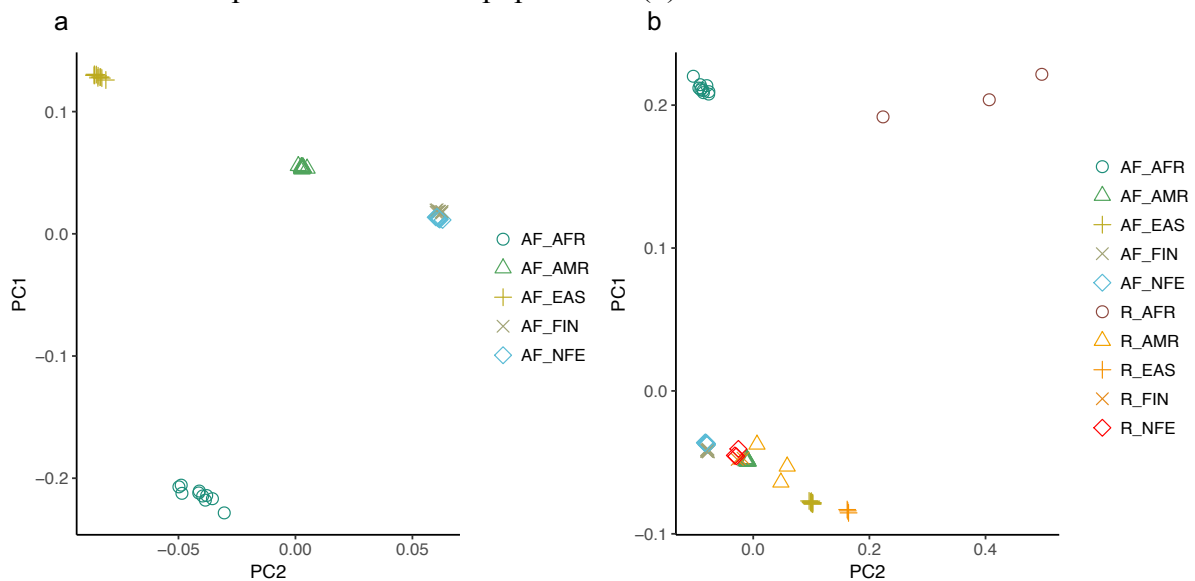 a
PC1
0.1
0.0
−0.1
−0.2
−0.05
0.00
0.05
PC2
AF_AFR
AF_AMR
AF_EAS
AF_FIN
AF_NFE
b
PC1
0.2
0.1
0.0
−0.1
0.0
0.2
0.4
PC2
AF_AFR
AF_AMR
AF_EAS
AF_FIN
AF_NFE
R_AFR
R_AMR
R_EAS
R_FIN
R_NFE